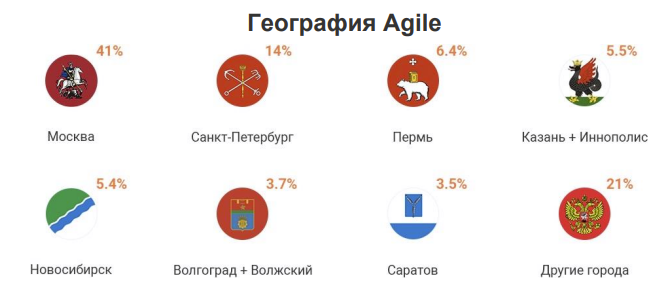 География Agile
41%
14%
6.4%
5.5%
Москва
Санкт-Петербург
Пермь
Казань + Иннополис
5.4%
3.7%
3.5%
21%
Новосибирск
Волгоград + Волжский
Саратов
Другие города